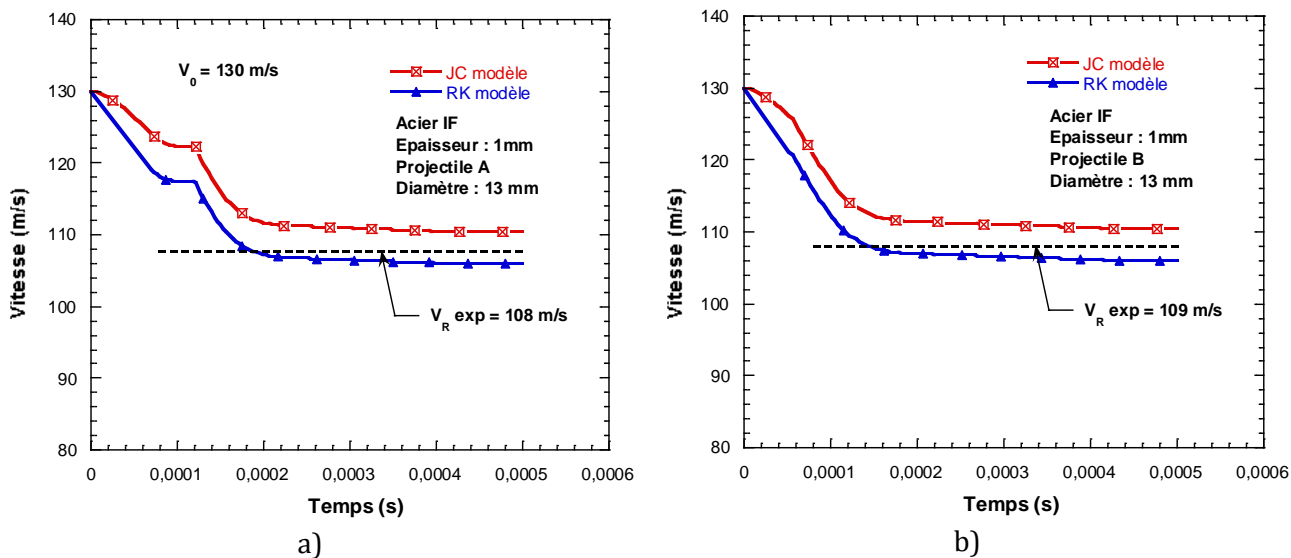 140
130
120
110
100
90
80
Vitesse (m/s)
V0 = 130 m/s
JC modèle
RK modèle
Acier IF
Epaisseur : 1mm
Projectile A
Diamètre : 13 mm
VR exp = 108 m/s
0 0,0001 0,0002 0,0003 0,0004 0,0005 0,0006
Temps (s)
a)
140
130
120
110
100
90
80
Vitesse (m/s)
JC modèle
RK modèle
Acier IF
Epaisseur : 1mm
Projectile B
Diamètre : 13 mm
VR exp = 109 m/s
0 0,0001 0,0002 0,0003 0,0004 0,0005 0,0006
Temps (s)
b)